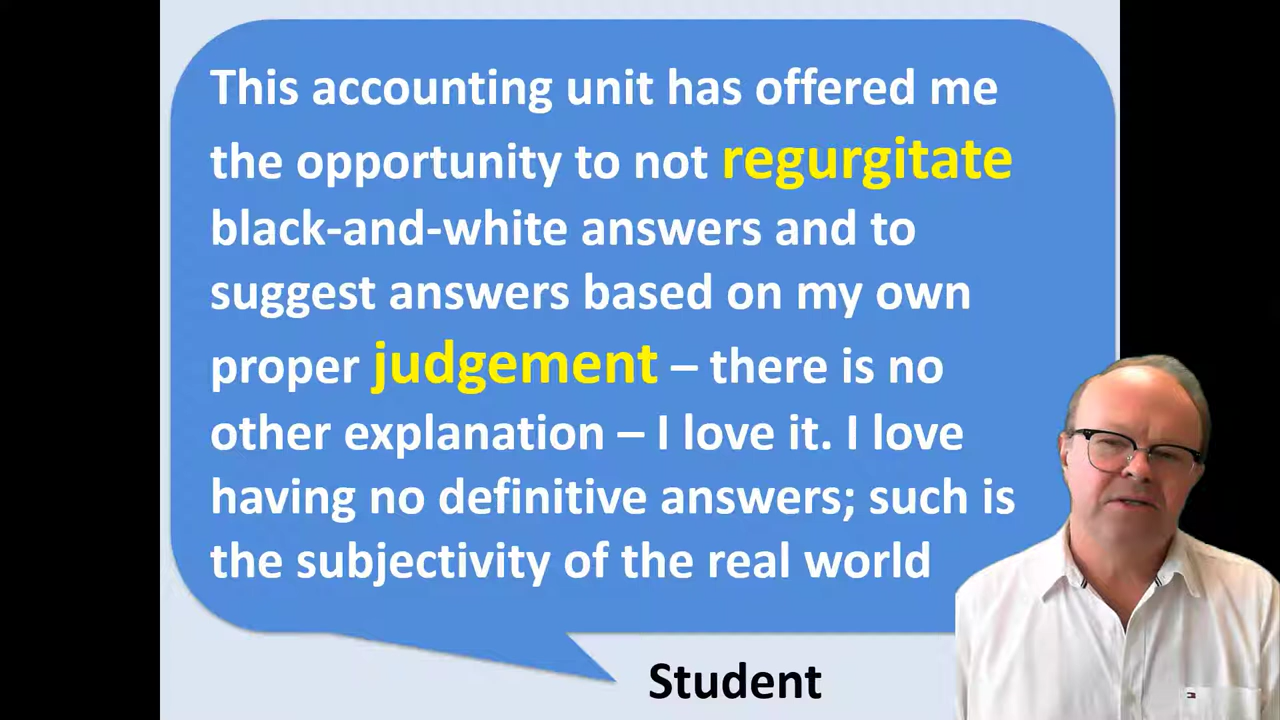 This accounting unit has offered me
the opportunity to not regurgitate
black-and-white answers and to
suggest answers based on my own
proper judgement – there is no
other explanation – I love it. I love
having no definitive answers; such is
the subjectivity of the real world
Student